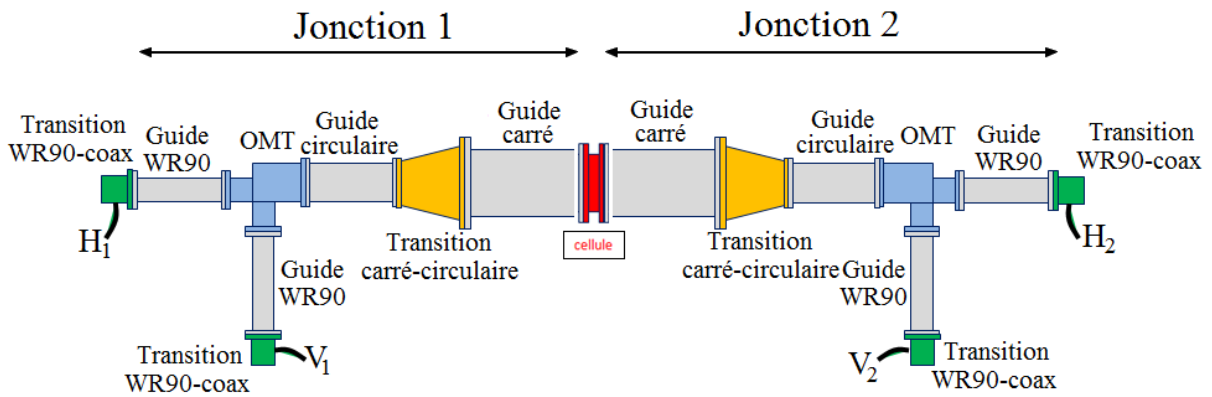 Jonction 1
Jonction 2
Transition
WR90-coax
Guide
WR90
OMT
Guide
circulaire
Guide
carré
Guide
carré
Guide
circulaire
OMT
Guide
WR90
Transition
WR90-coax
H1
cellule
H2
Transition
carré-circulaire
Transition
carré-circulaire
Guide
WR90
Guide
WR90
Transition
WR90-coax
V1
V2
Transition
WR90-coax